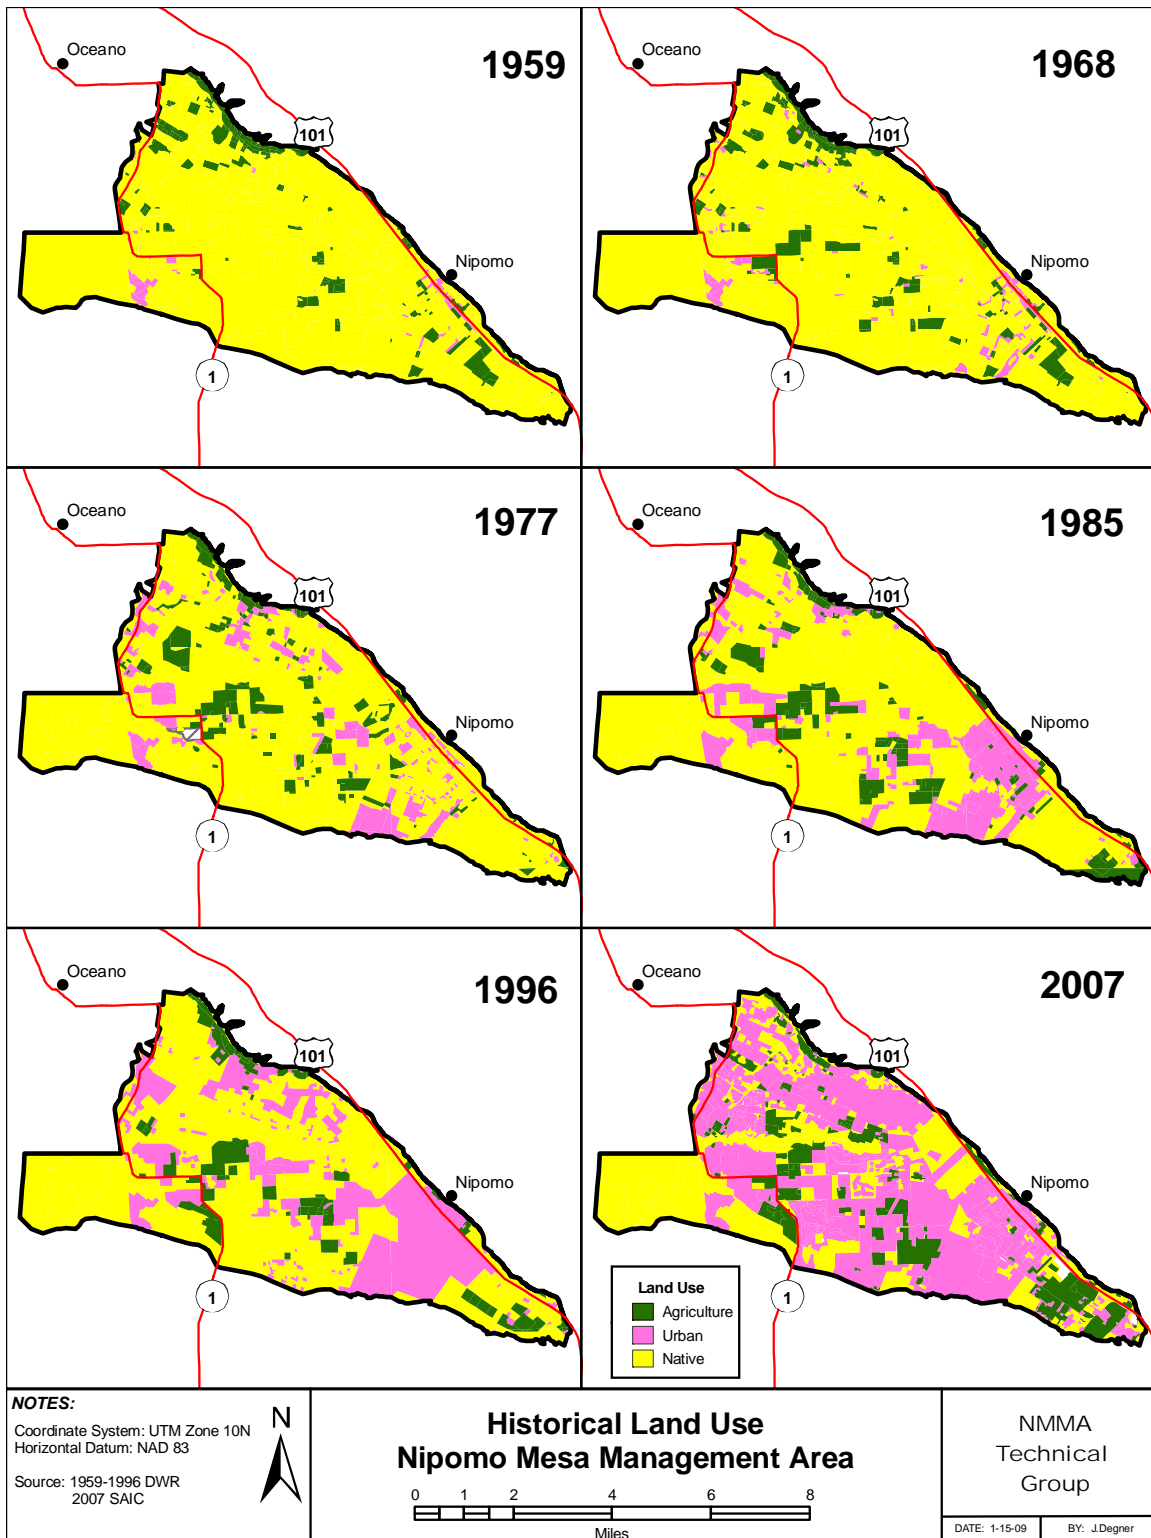 Oceano
1959
101
Nipomo
1
Oceano
1968
101
Nipomo
1
Oceano
1977
101
Nipomo
1
Oceano
1985
101
Nipomo
1
Oceano
1996
101
Nipomo
1
Oceano
2007
101
Nipomo
1
Land Use
Agriculture
Urban
Native
NOTES:
Coordinate System: UTM Zone 10N
Horizontal Datum: NAD 83
Source: 1959-1996 DWR
2007 SAIC
N
Historical Land Use
Nipomo Mesa Management Area
0 1 2 4 6 8
Miles
NMMA
Technical
Group
DATE: 1-15-09
BY: J.Degner